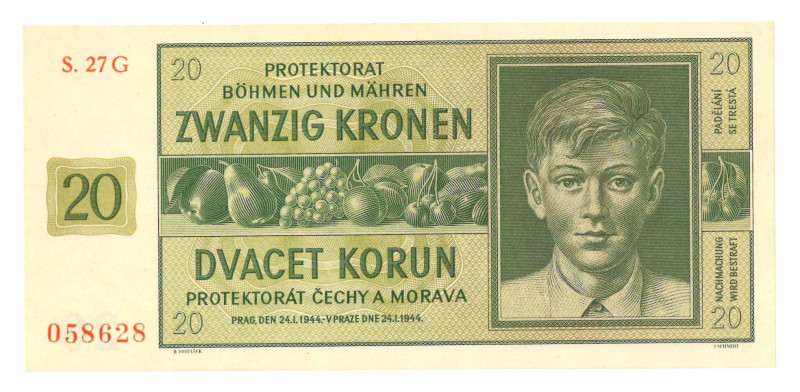 S. 27 G
20
PROTEKTORAT
BÖHMEN UND MÄHREN
ZWANZIG KRONEN
20
DVACET KORUN
PROTEKTORÁT ČECHY A MORAVA
PRAG, DEN 24.I.1944.-V PRAZE DNE 24.I.1944.
20
058628
20
PADĚLÁNÍ
SE TRESTÁ
NACHMACHUNG
WIRD BESTRAFT
20